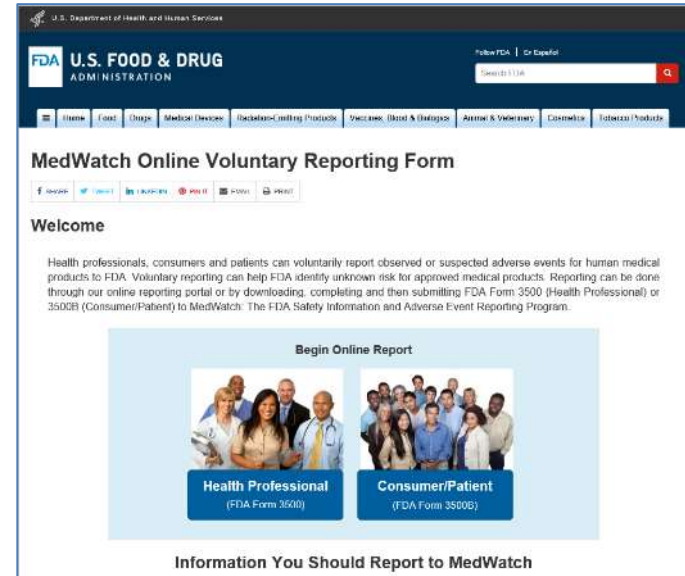 U.S. Department of Health and Human Services
FDA
U.S. FOOD & DRUG
ADMINISTRATION
Follow FDA | En Español
Search FDA
Home Food Drugs Medical Devices Radiation-Emitting Products Vaccines, Blood & Biologics Animal & Veterinary Cosmetics Tobacco Products
MedWatch Online Voluntary Reporting Form
SHARE TWEET LINKEDIN PIN IT EMAIL PRINT
Welcome
Health professionals, consumers and patients can voluntarily report observed or suspected adverse events for human medical
products to FDA. Voluntary reporting can help FDA identify unknown risk for approved medical products. Reporting can be done
through our online reporting portal or by downloading, completing and then submitting FDA Form 3500 (Health Professional) or
3500B (Consumer/Patient) to MedWatch: The FDA Safety Information and Adverse Event Reporting Program.
Begin Online Report
Health Professional
(FDA Form 3500)
Consumer/Patient
(FDA Form 3500B)
Information You Should Report to MedWatch